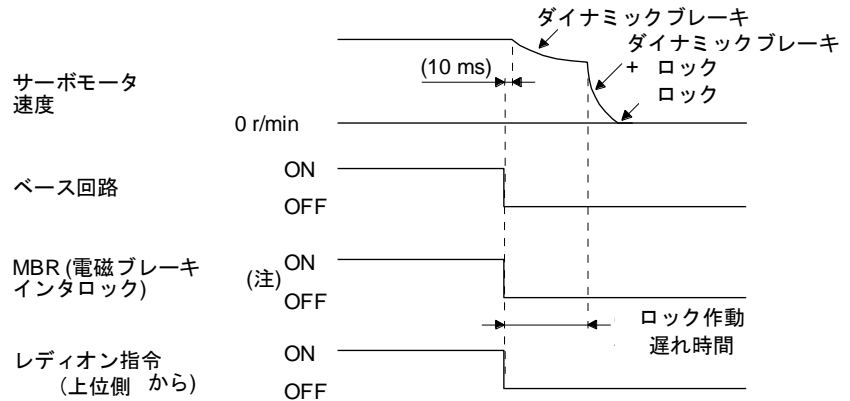 ダイナミックブレーキ
ダイナミックブレーキ
+ ロック
ロック
(10 ms)
サーボモータ
速度
0 r/min
ベース回路
ON
OFF
MBR (電磁ブレーキ
インタロック)
(注)
ON
OFF
ロック作動
遅れ時間
レディオン指令
(上位側 から)
ON
OFF